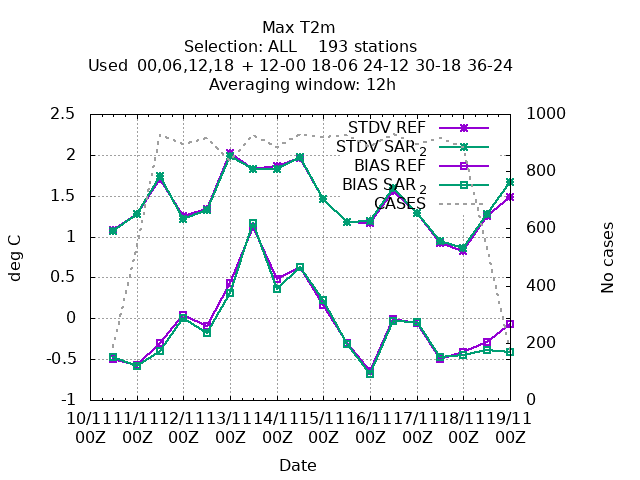 Max T2m
Selection: ALL    193 stations
Used  00,06,12,18  + 12-00 18-06 24-12 30-18 36-24
Averaging window: 12h
2.5
2
1.5
1
0.5
0
-0.5
-1
deg C
1000
800
600
400
200
0
No cases
STDV REF
STDV SAR 2
BIAS REF
BIAS SAR 2
CASES
10/11 11/11 12/11 13/11 14/11 15/11 16/11 17/11 18/11 19/11
00Z 00Z 00Z 00Z 00Z 00Z 00Z 00Z 00Z 00Z
Date